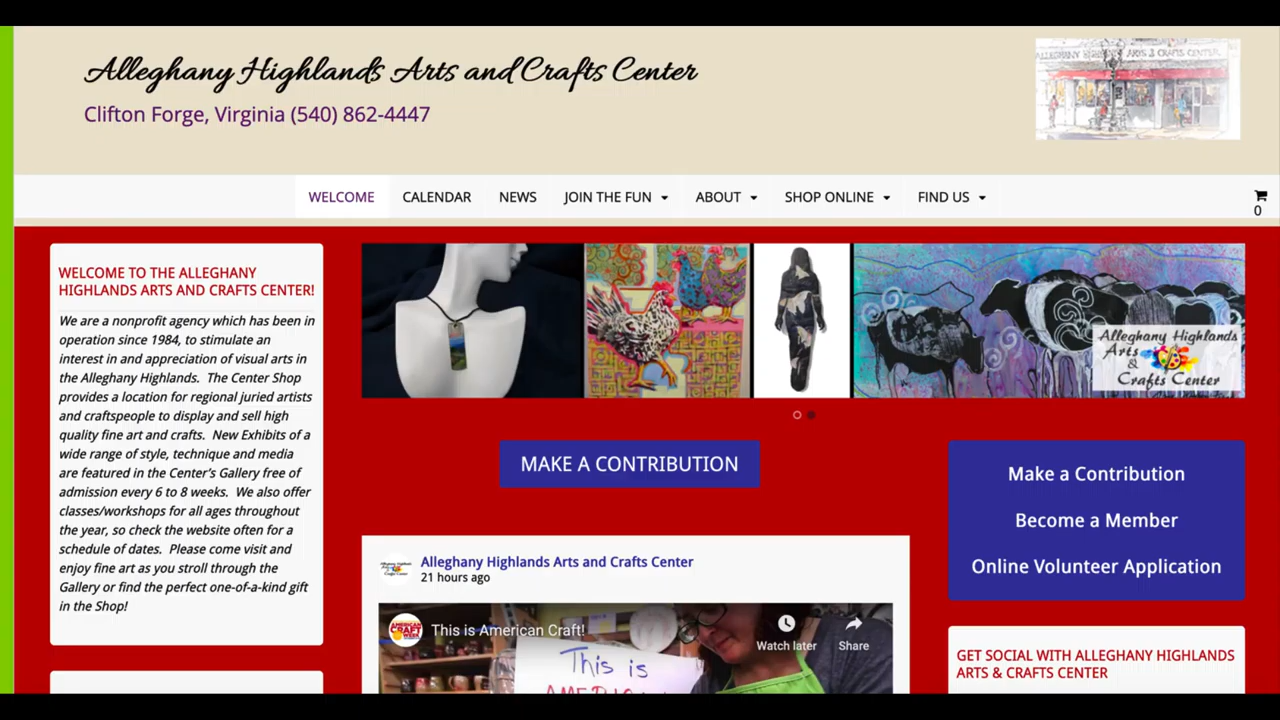 Alleghany Highlands Arts and Crafts Center
Clifton Forge, Virginia (540) 862-4447
ALLEGHANY HIGHLANDS ARTS & CRAFTS CENTER
WELCOME
CALENDAR
NEWS
JOIN THE FUN
ABOUT
SHOP ONLINE
FIND US
0
WELCOME TO THE ALLEGHANY
HIGHLANDS ARTS AND CRAFTS CENTER!
We are a nonprofit agency which has been in
operation since 1984, to stimulate an
interest in and appreciation of visual arts in
the Alleghany Highlands. The Center Shop
provides a location for regional juried artists
and craftspeople to display and sell high
quality fine art and crafts. New Exhibits of a
wide range of style, technique and media
are featured in the Center's Gallery free of
admission every 6 to 8 weeks. We also offer
classes/workshops for all ages throughout
the year, so check the website often for a
schedule of dates. Please come visit and
enjoy fine art as you stroll through the
Gallery or find the perfect one-of-a-kind gift
in the Shop!
Alleghany Highlands
Arts
&
Crafts Center
MAKE A CONTRIBUTION
Alleghany Highlands Arts and Crafts Center
21 hours ago
AMERICAN
CRAFT
WEEK
This is American Craft!
Watch later
Share
This is
Make a Contribution
Become a Member
Online Volunteer Application
GET SOCIAL WITH ALLEGHANY HIGHLANDS
ARTS & CRAFTS CENTER